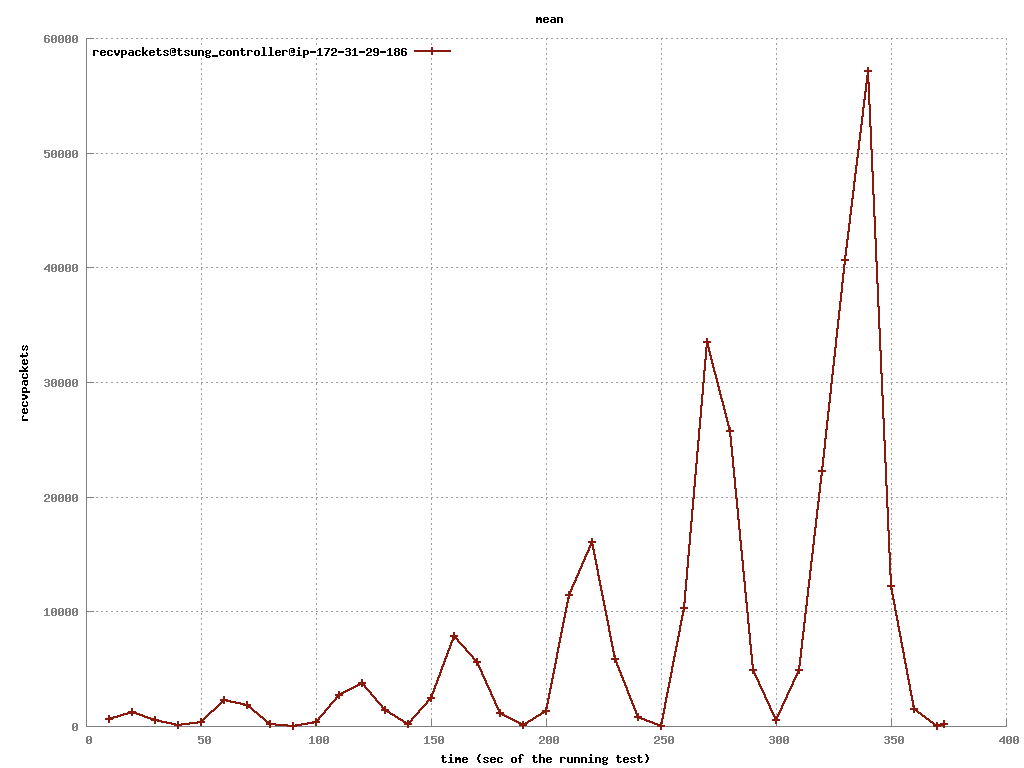 mean
60000
recvpackets@tsung_controller@ip-172-31-29-186
50000
40000
30000
recvpackets
20000
10000
0
0 50 100 150 200 250 300 350 400
time (sec of the running test)